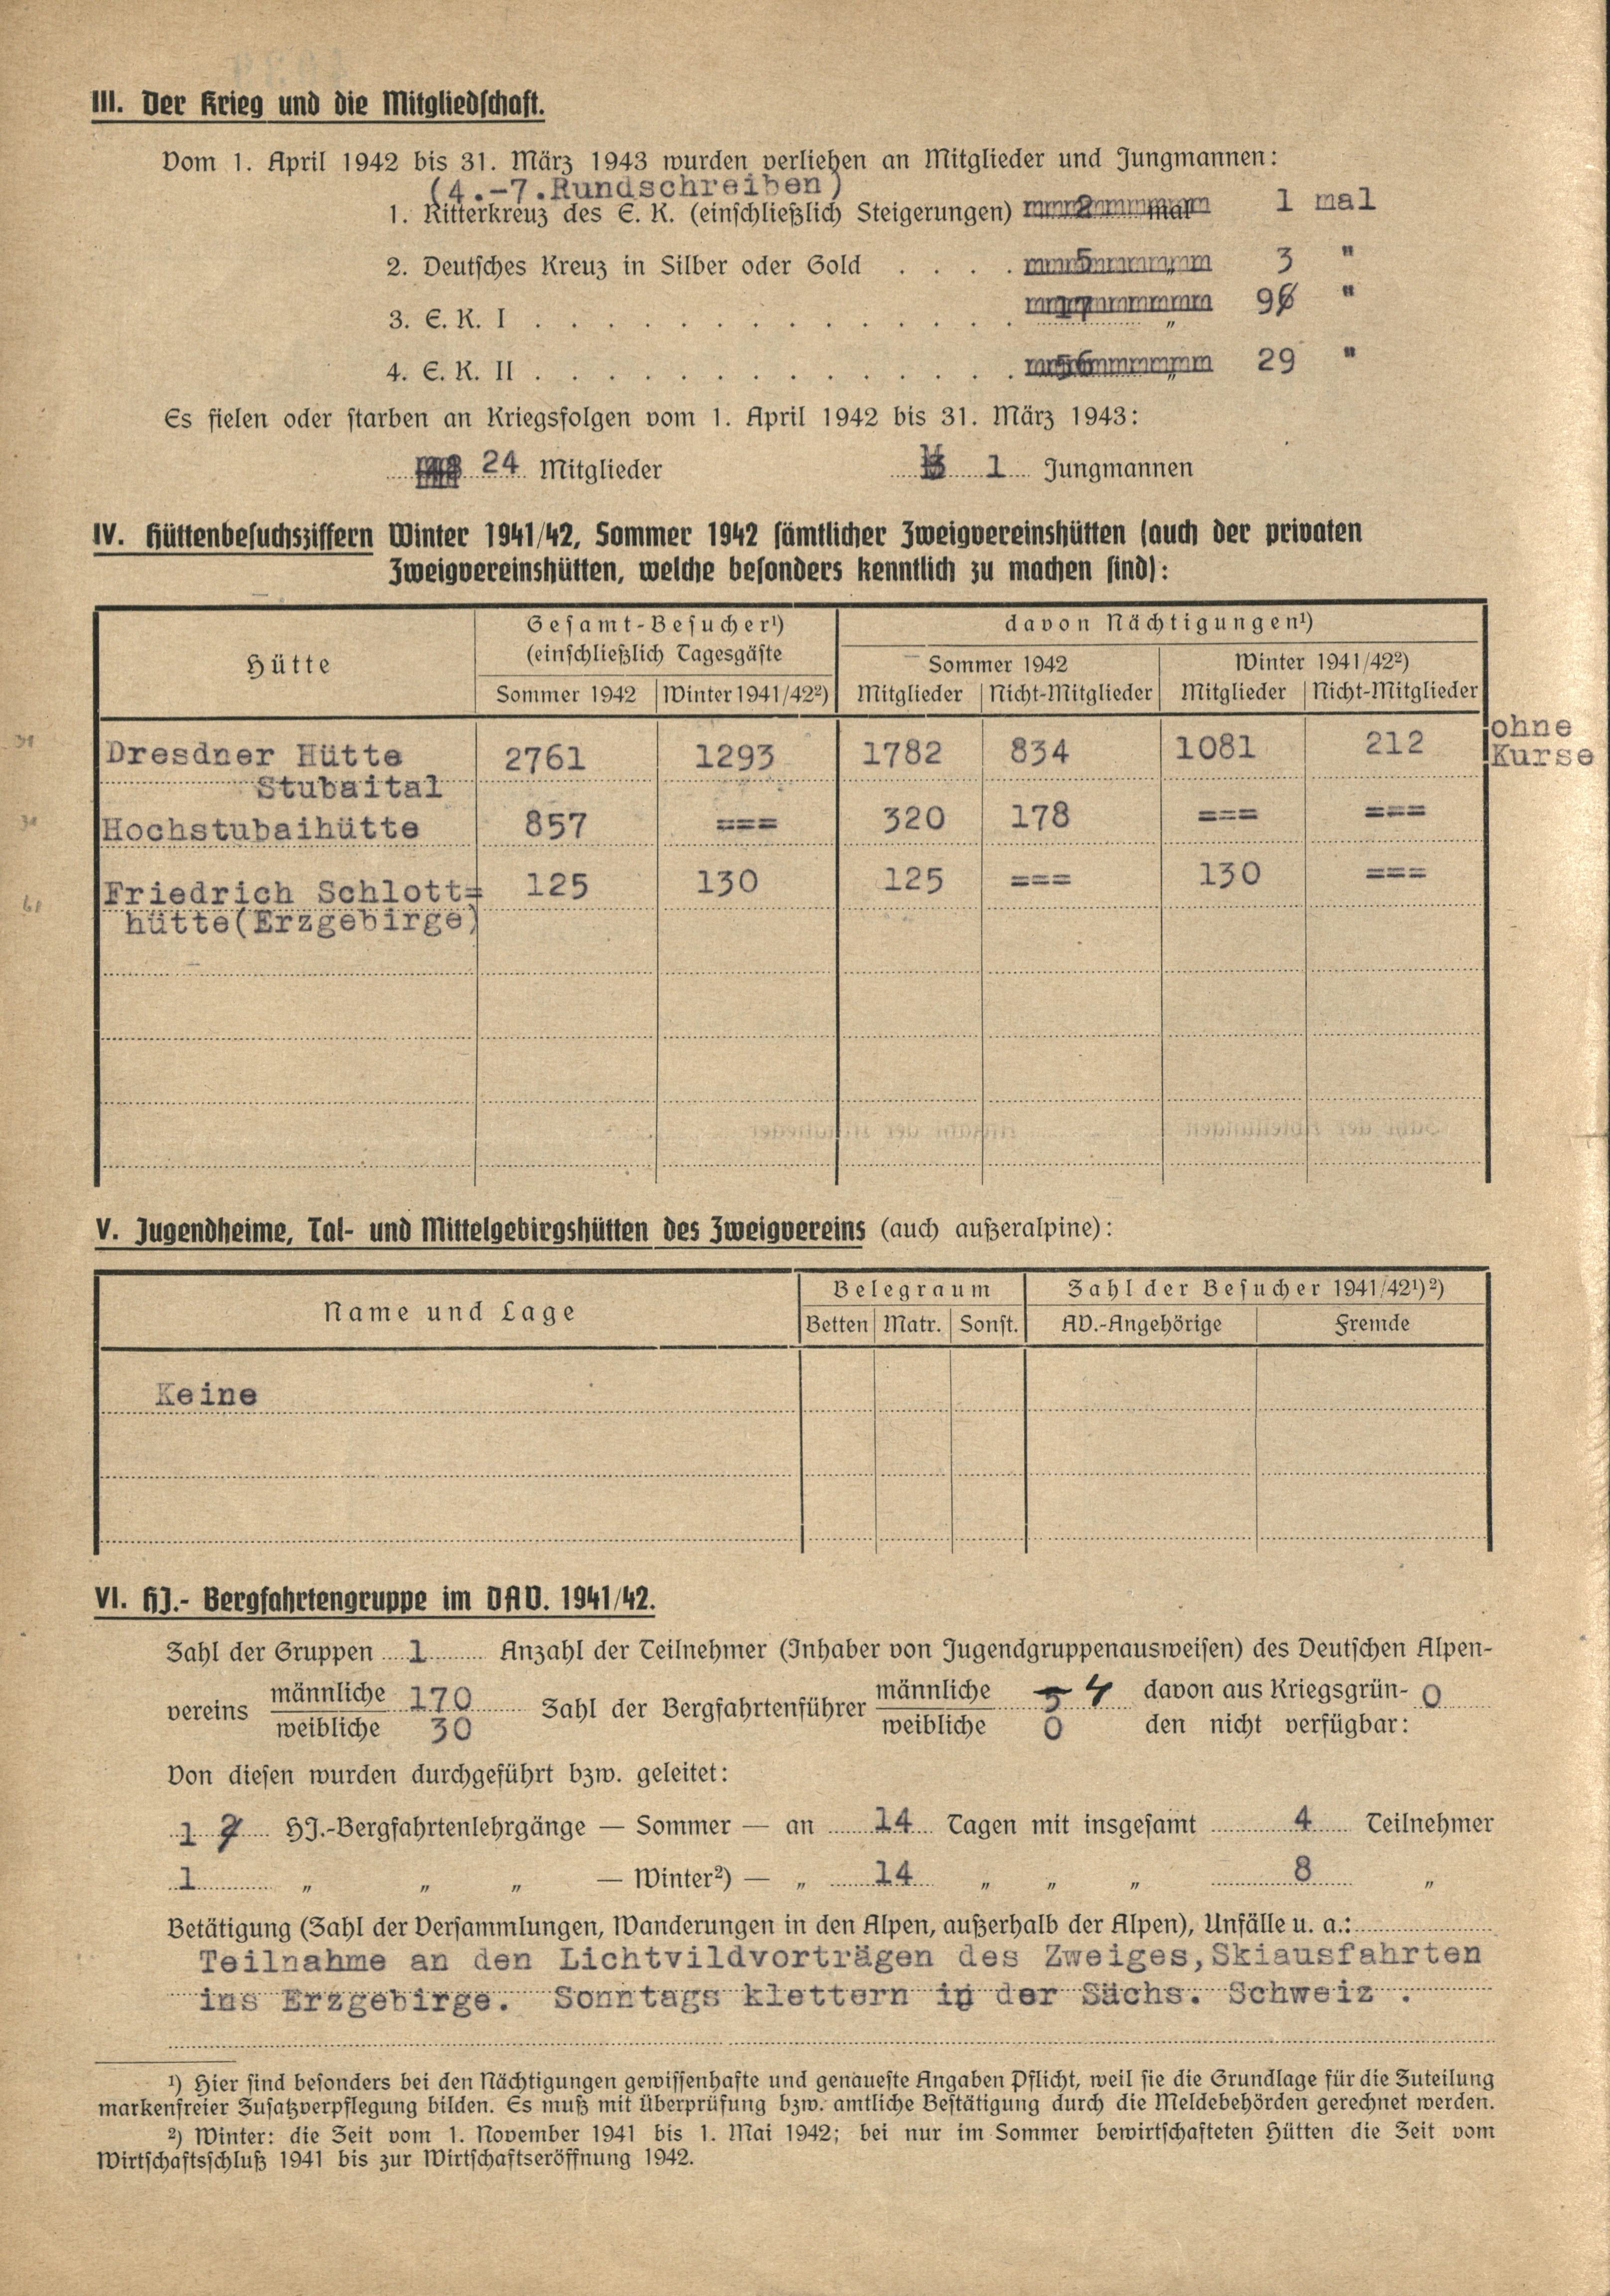 III. Der Krieg und die Mitgliedschaft.
Vom 1. April 1942 bis 31. März 1943 wurden verliehen an Mitglieder und Jungmannen:
(4.-7.Rundschreiben)
1. Ritterkreuz des E. K. (einschließlich Steigerungen) mal 1 mal
2. Deutsches Kreuz in Silber oder Gold . . . . „ 3 "
3. E. K. I . . . . . . . . . . . . . „ "
4. E. K. II . . . . . . . . . . . . . „ 29 "
Es fielen oder starben an Kriegsfolgen vom 1. April 1942 bis 31. März 1943:
24 Mitglieder 1 Jungmannen
IV. Hüttenbesuchsziffern Winter 1941/42, Sommer 1942 sämtlicher Zweigvereinshütten (auch der privaten
Zweigvereinshütten, welche besonders kenntlich zu machen sind):
Hütte
Gesamt-Besucher¹)
(einschließlich Tagesgäste
Sommer 1942 Winter 1941/42²)
davon Nächtigungen¹)
Sommer 1942 Winter 1941/42²)
Mitglieder Nicht-Mitglieder Mitglieder Nicht-Mitglieder
Dresdner Hütte 2761 1293 1782 834 1081 212 ohne
Stubaital Kurse
Hochstubaihütte 857 === 320 178 === ===
Friedrich Schlott= 125 130 125 === 130 ===
hütte(Erzgebirge)
V. Jugendheime, Tal- und Mittelgebirgshütten des Zweigvereins (auch außeralpine):
Name und Lage
Belegraum
Betten Matr. Sonst.
Zahl der Besucher 1941/42¹)²)
AV.-Angehörige Fremde
Keine
VI. HJ.- Bergfahrtengruppe im DAV. 1941/42.
Zahl der Gruppen 1 Anzahl der Teilnehmer (Inhaber von Jugendgruppenausweisen) des Deutschen Alpen-
vereins männliche 170 Zahl der Bergfahrtenführer männliche 4 davon aus Kriegsgrün- 0
weibliche 30 weibliche 0 den nicht verfügbar:
Von diesen wurden durchgeführt bzw. geleitet:
1 HJ.-Bergfahrtenlehrgänge — Sommer — an 14 Tagen mit insgesamt 4 Teilnehmer
1 „ „ „ — Winter²) — „ 14 „ „ „ 8 „
Betätigung (Zahl der Versammlungen, Wanderungen in den Alpen, außerhalb der Alpen), Unfälle u. a.:
Teilnahme an den Lichtvildvorträgen des Zweiges,Skiausfahrten
ins Erzgebirge. Sonntags klettern in der Sächs. Schweiz .
¹) Hier sind besonders bei den Nächtigungen gewissenhafte und genaueste Angaben Pflicht, weil sie die Grundlage für die Zuteilung
markenfreier Zusatzverpflegung bilden. Es muß mit Überprüfung bzw. amtliche Bestätigung durch die Meldebehörden gerechnet werden.
²) Winter: die Zeit vom 1. November 1941 bis 1. Mai 1942; bei nur im Sommer bewirtschafteten Hütten die Zeit vom
Wirtschaftsschluß 1941 bis zur Wirtschaftseröffnung 1942.